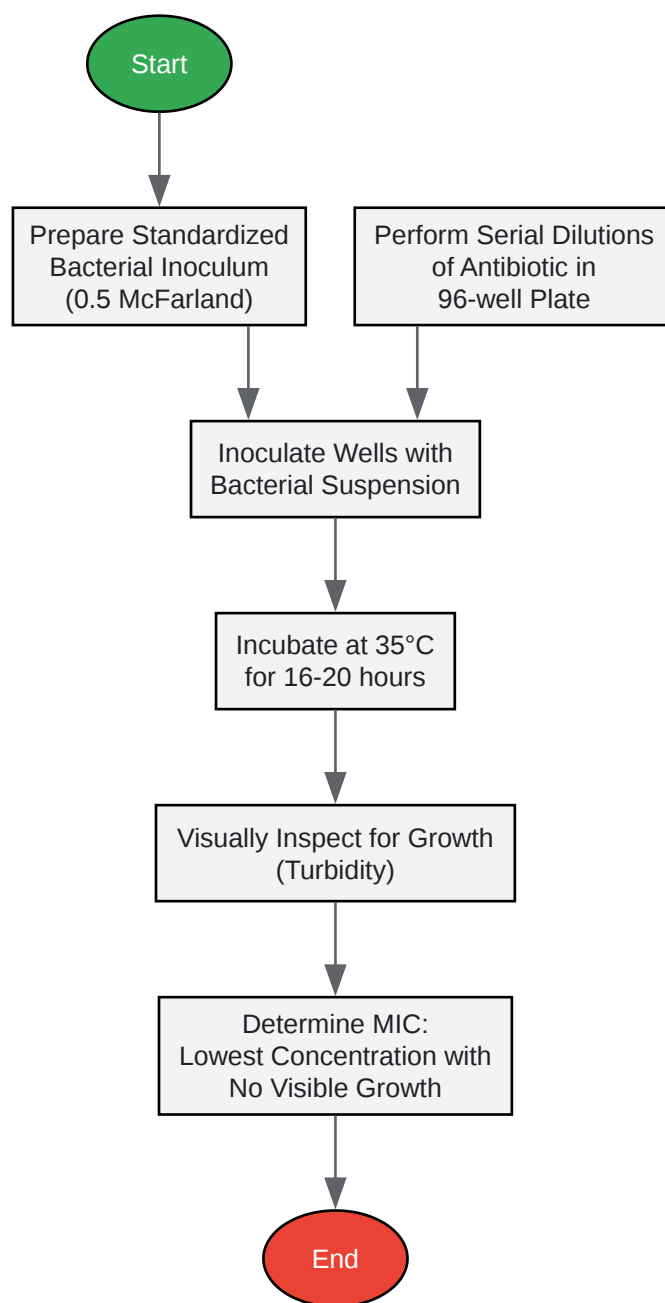 Start
Prepare Standardized
Bacterial Inoculum
(0.5 McFarland)
Perform Serial Dilutions
of Antibiotic in
96-well Plate
Inoculate Wells with
Bacterial Suspension
Incubate at 35°C
for 16-20 hours
Visually Inspect for Growth
(Turbidity)
Determine MIC:
Lowest Concentration with
No Visible Growth
End